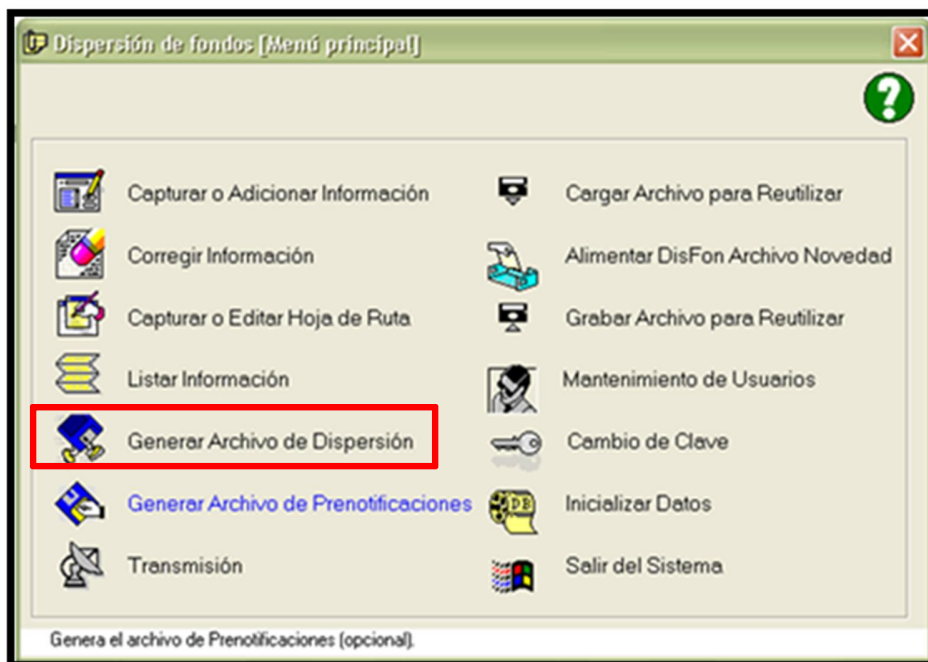 Dispersión de fondos [Menú principal]
Capturar o Adicionar Información
Corregir Información
Capturar o Editar Hoja de Ruta
Listar Información
Generar Archivo de Dispersión
Generar Archivo de Prenotificaciones
Transmisión
Cargar Archivo para Reutilizar
Alimentar DisFon Archivo Novedad
Grabar Archivo para Reutilizar
Mantenimiento de Usuarios
Cambio de Clave
Inicializar Datos
Salir del Sistema
Genera el archivo de Prenotificaciones (opcional).